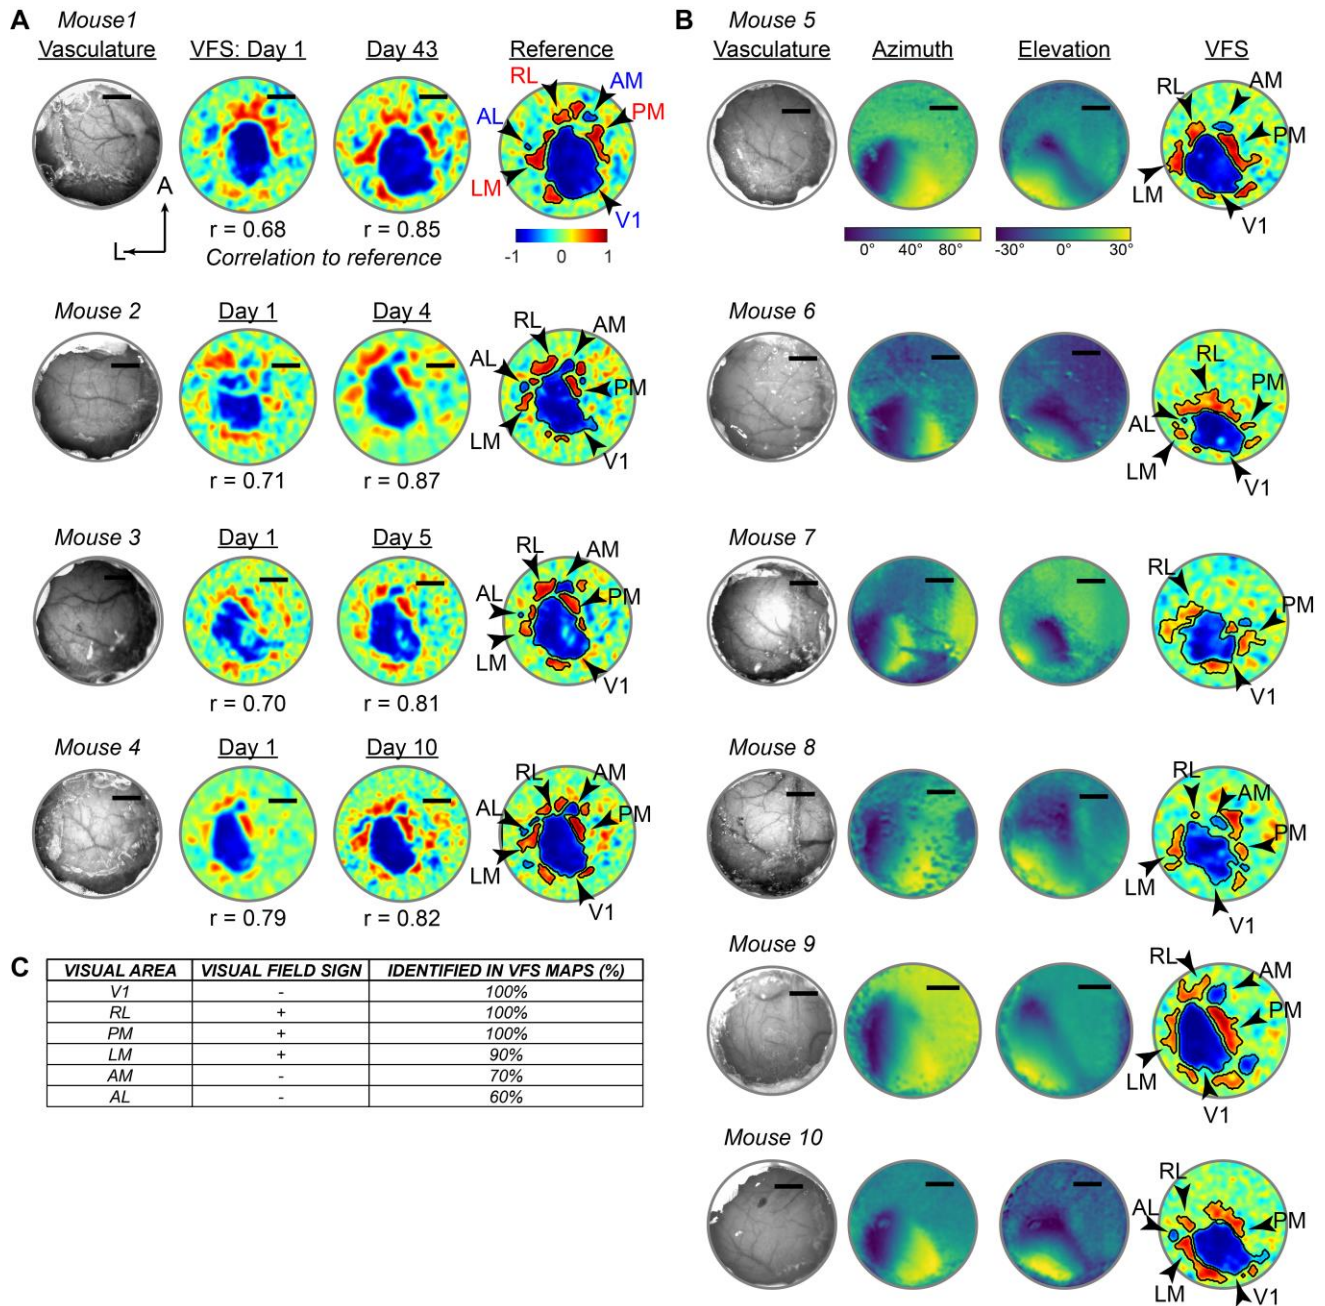 A
Mouse1
Vasculature
VFS: Day 1
Day 43
Reference
RL
AM
AL
PM
LM
V1
A
L
r = 0.68
r = 0.85
Correlation to reference
-1 0 1
Mouse 2
Day 1
Day 4
RL
AM
AL
PM
LM
V1
r = 0.71
r = 0.87
Mouse 3
Day 1
Day 5
RL
AM
AL
PM
LM
V1
r = 0.70
r = 0.81
Mouse 4
Day 1
Day 10
RL
AM
AL
PM
LM
V1
r = 0.79
r = 0.82
B
Mouse 5
Vasculature
Azimuth
Elevation
VFS
RL
AM
PM
LM
V1
0° 40° 80°
-30° 0° 30°
Mouse 6
RL
PM
AL
LM
V1
Mouse 7
RL
PM
V1
Mouse 8
RL
AM
PM
LM
V1
Mouse 9
RL
AM
PM
LM
V1
Mouse 10
RL
AL
PM
LM
V1
C
VISUAL AREA VISUAL FIELD SIGN IDENTIFIED IN VFS MAPS (%)
V1 - 100%
RL + 100%
PM + 100%
LM + 90%
AM - 70%
AL - 60%